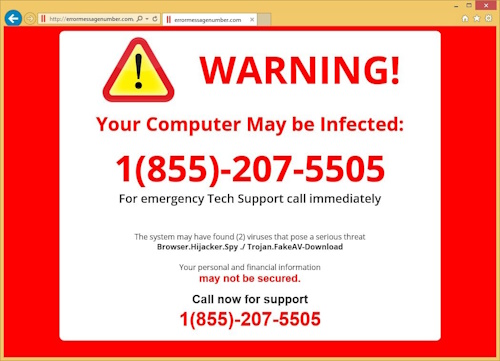 http://errormessagenumber.com
errormessagenumber.com
WARNING!
Your Computer May be Infected:
1(855)-207-5505
For emergency Tech Support call immediately
The system may have found (2) viruses that pose a serious threat
Browser.Hijacker.Spy ./ Trojan.FakeAV-Download
Your personal and financial information
may not be secured.
Call now for support
1(855)-207-5505